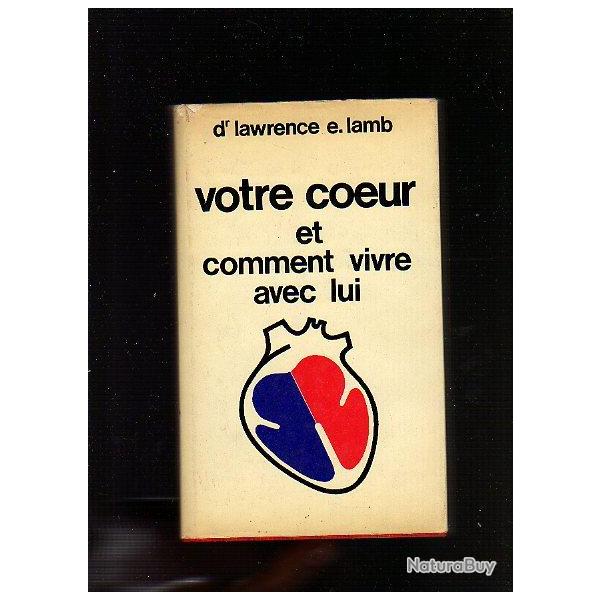 dr lawrence e. lamb
votre coeur
et
comment vivre
avec lui
NaturaBuy